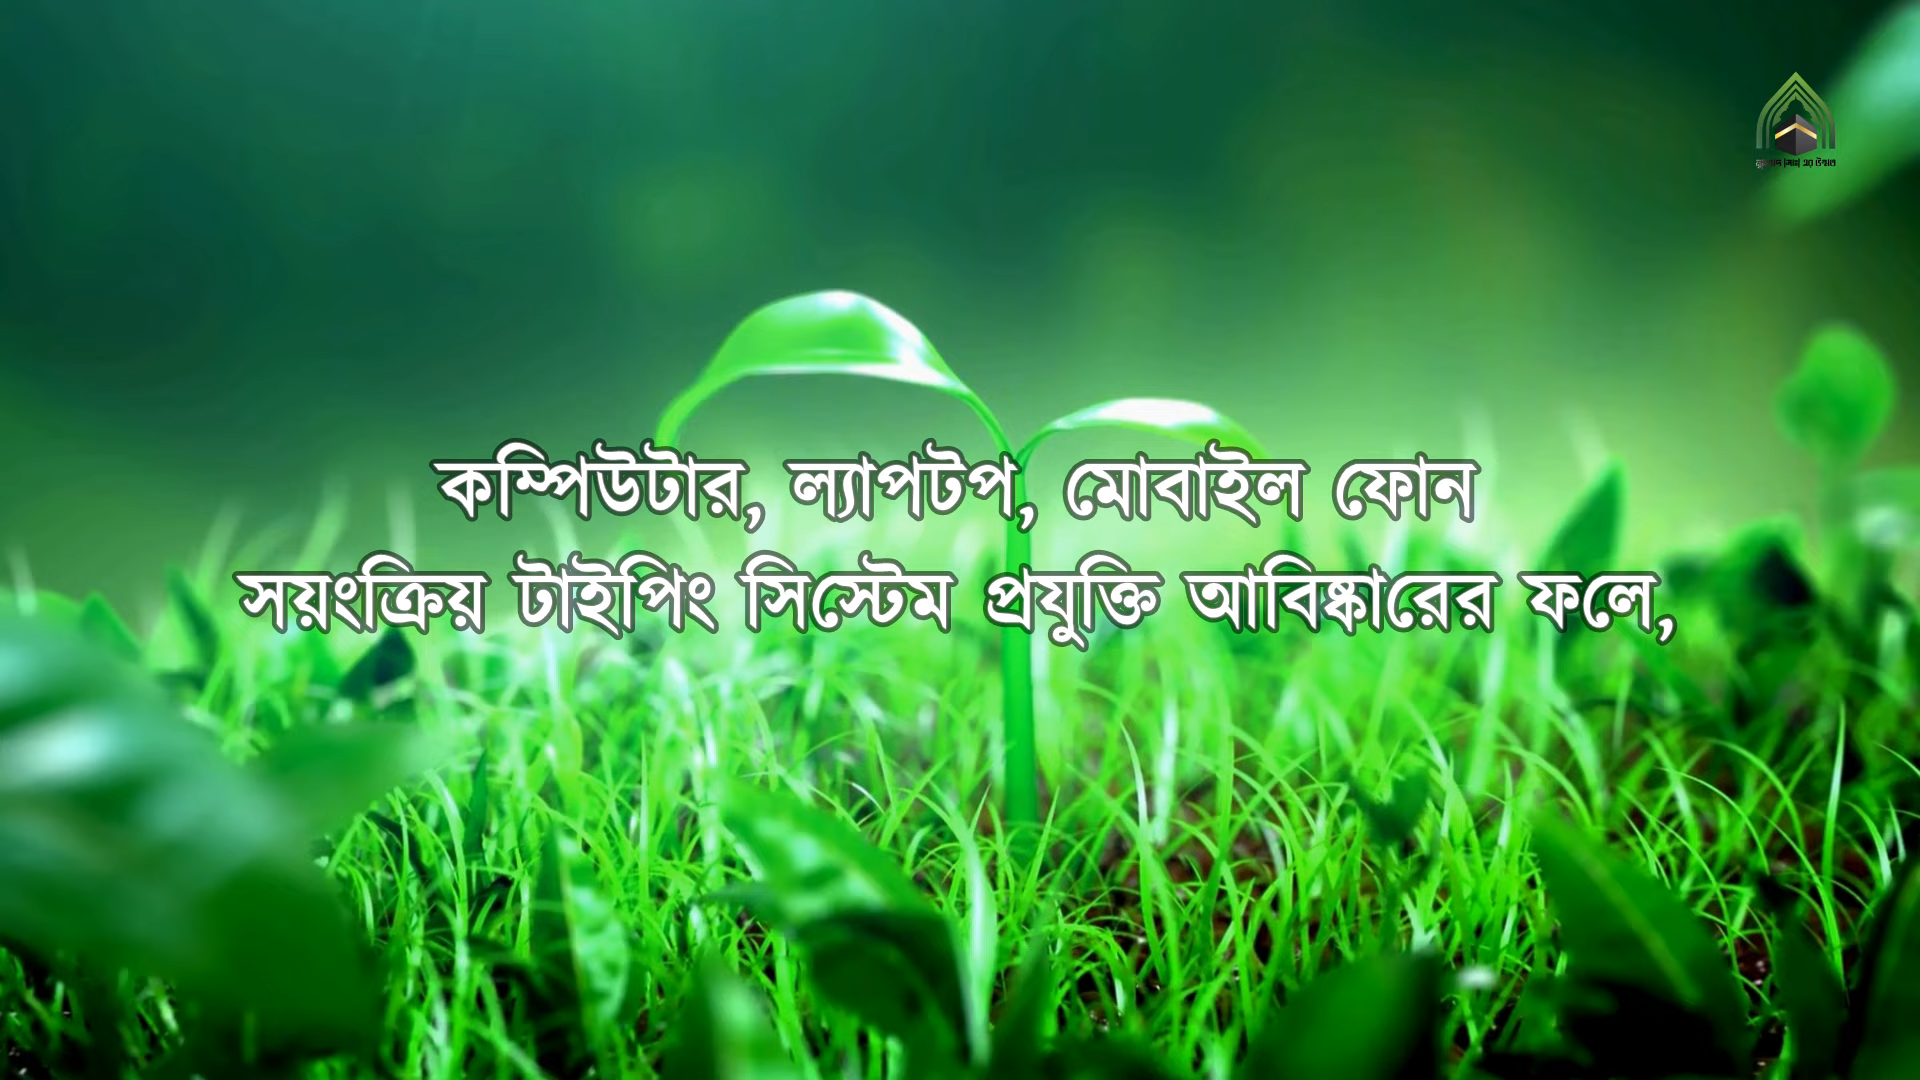 কম্পিউটার, ল্যাপটপ, মোবাইল ফোন
সয়ংক্রিয় টাইপিং সিস্টেম প্রযুক্তি আবিষ্কারের ফলে,